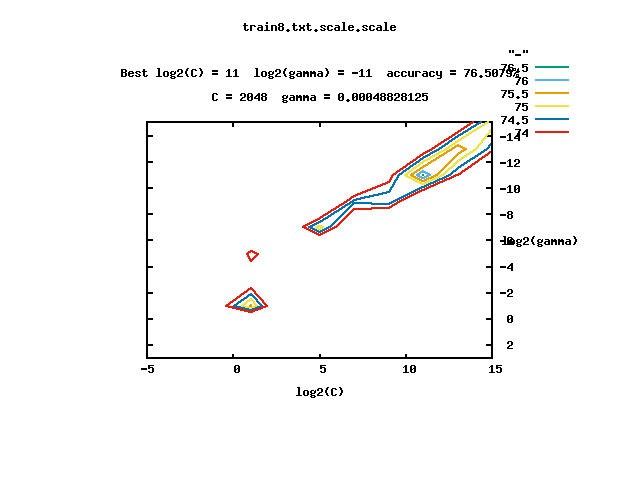 train8.txt.scale.scale
"-"
76.5
Best log2(C) = 11 log2(gamma) = -11 accuracy = 76.5079%
76
75.5
C = 2048 gamma = 0.00048828125
75
74.5
74
-14
-12
-10
-8
-6
log2(gamma)
-4
-2
0
2
-5 0 5 10 15
log2(C)